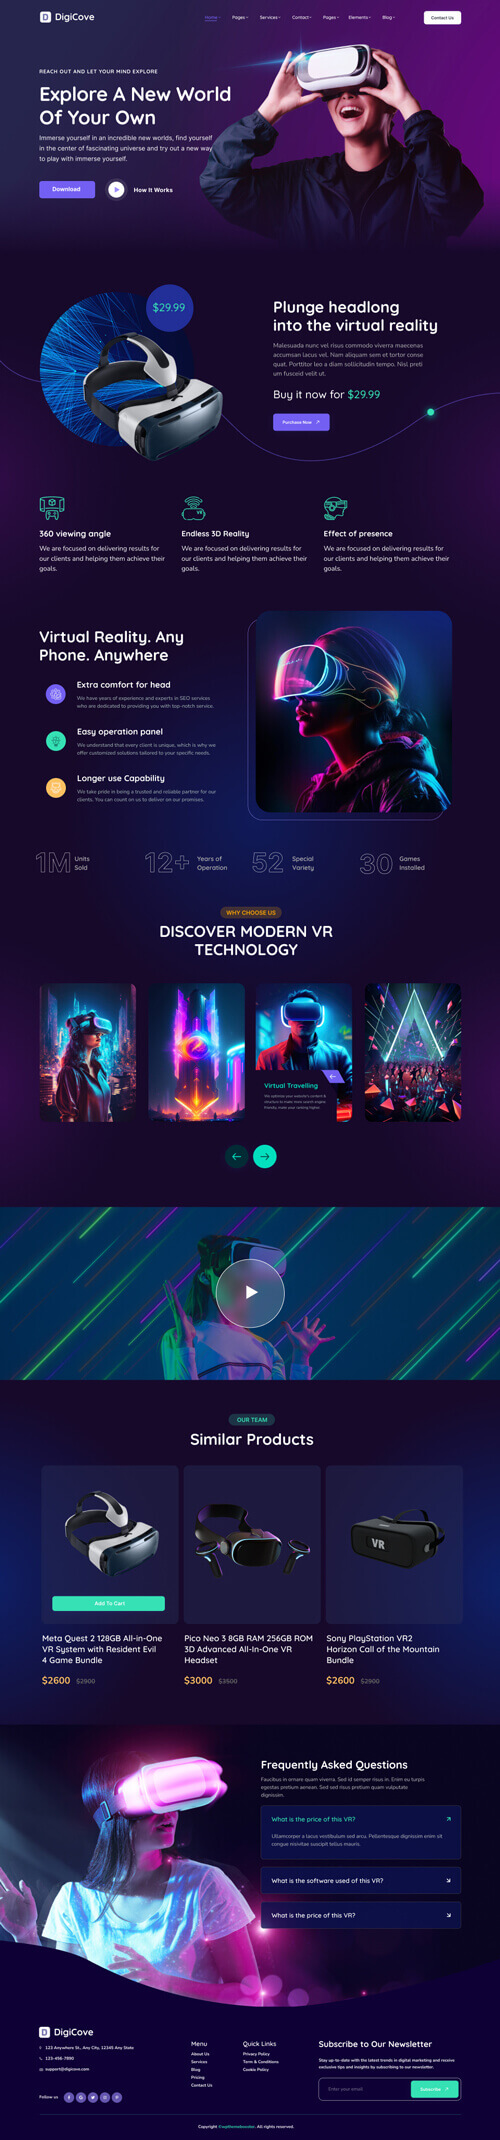 DigiCove
Home Pages Services Contact Pages Elements Blog
Contact Us
REACH OUT AND LET YOUR MIND EXPLORE
Explore A New World
Of Your Own
Immerse yourself in an incredible new worlds, find yourself
in the center of fascinating universe and try out a new way
to play with immerse yourself.
Download
How It Works
$29.99
Plunge headlong
into the virtual reality
Malesuada nunc vel risus commodo viverra maecenas
accumsan lacus vel. Nam aliquam sem et tortor conse
quat. Porttitor leo a diam sollicitudin tempo. Nisl preti
um fusceid velit ut.
Buy it now for $29.99
Purchase Now
360 viewing angle
We are focused on delivering results for
our clients and helping them achieve their
goals.
Endless 3D Reality
We are focused on delivering results for
our clients and helping them achieve their
goals.
Effect of presence
We are focused on delivering results for
our clients and helping them achieve their
goals.
Virtual Reality. Any
Phone. Anywhere
Extra comfort for head
We have years of experience and experts in SEO services
who are dedicated to providing you with top-notch service.
Easy operation panel
We understand that every client is unique, which is why we
offer customized solutions tailored to your specific needs.
Longer use Capability
We take pride in being a trusted and reliable partner for our
clients. You can count on us to deliver on our promises.
1M Units
Sold
12+ Years of
Operation
52 Special
Variety
30 Games
Installed
WHY CHOOSE US
DISCOVER MODERN VR
TECHNOLOGY
Virtual Travelling
We optimize your website's content &
structure to make more search engine
friendly, made your ranking higher
OUR TEAM
Similar Products
VR
Add To Cart
Meta Quest 2 128GB All-in-One
VR System with Resident Evil
4 Game Bundle
$2600 $2900
Pico Neo 3 8GB RAM 256GB ROM
3D Advanced All-In-One VR
Headset
$3000 $3500
Sony PlayStation VR2
Horizon Call of the Mountain
Bundle
$2600 $2900
Frequently Asked Questions
Faucibus in ornare quam viverra. Sed id semper risus in. Enim eu turpis
egestas pretium aenean. Sed sed risus pretium quam vulputate
dignissim.
What is the price of this VR?
Ullamcorper a lacus vestibulum sed arcu. Pellentesque dignissim enim sit
congue mi
What is the software used of this VR?
What is the price of this VR?
DigiCove
123 Anywhere St., Any City, 12345 Any State
123-456-7890
support@digicove.com
Follow us
Menu
About Us
Services
Blog
Pricing
Contact Us
Quick Links
Privacy Policy
Term & Conditions
Cookie Policy
Subscribe to Our Newsletter
Stay up-to-date with the latest trends in digital marketing and receive
exclusive tips and insights by subscribing to our newsletter.
Enter your email
Subscribe
Copyright ©wpthemebooster. All rights reserved.